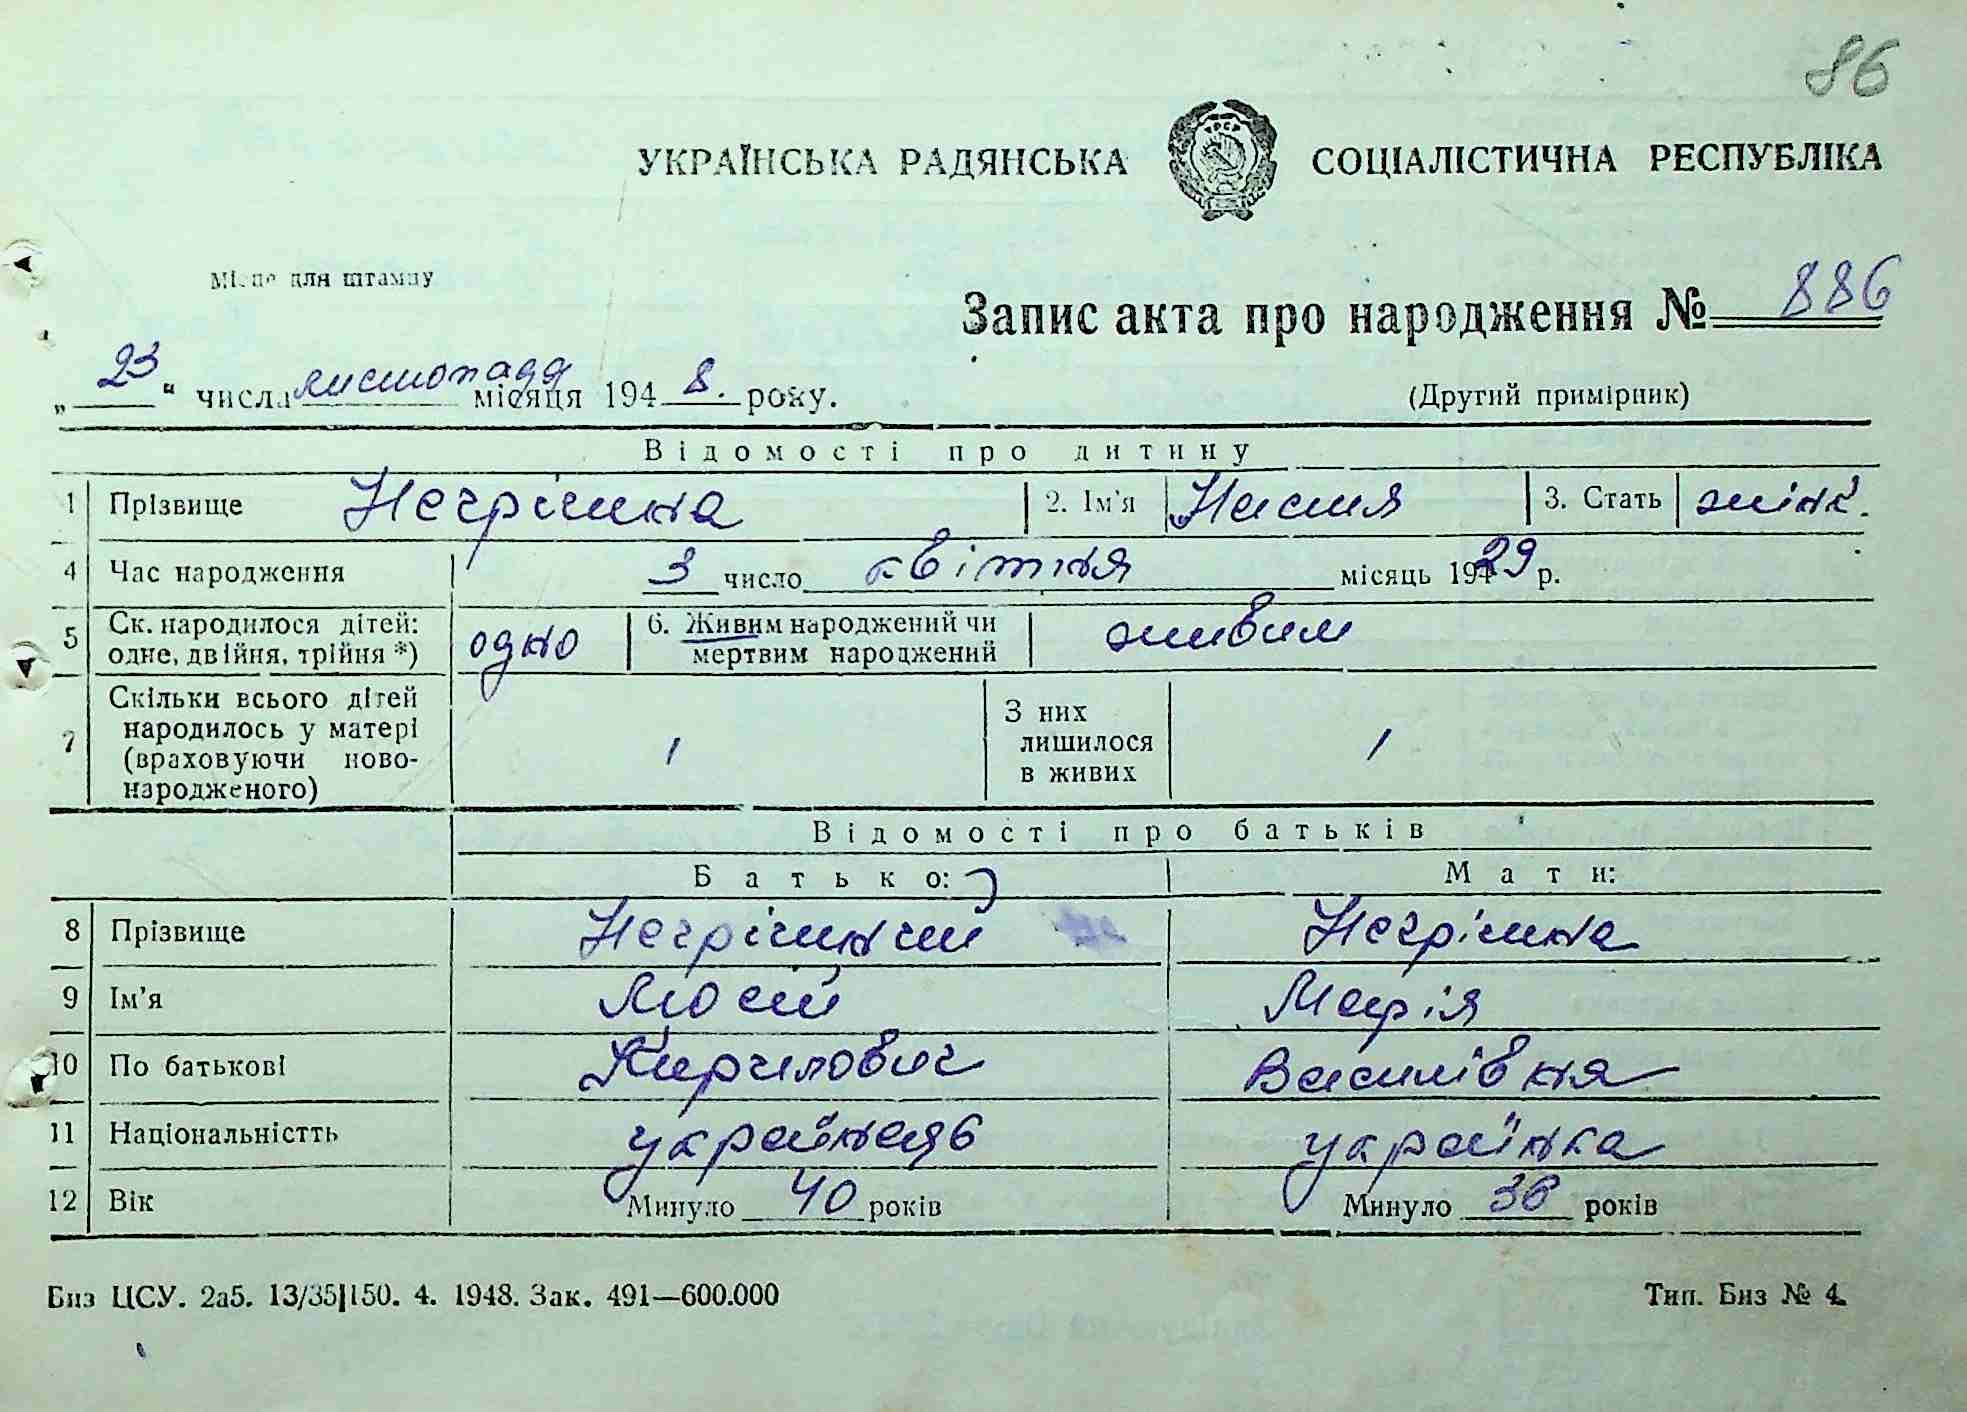 86
УКРАЇНСЬКА РАДЯНСЬКА СОЦІАЛІСТИЧНА РЕСПУБЛІКА
Місце для штампу
Запис акта про народження № 886
„23“ числа листопада місяця 1948. року.
(Другий примірник)
Відомості про дитину
1 Прізвище Негрішна 2. Ім'я Настя 3. Стать жінк.
4 Час народження 3 число квітня місяць 1929 р.
5 Ск. народилося дітей: одне, двійня, трійня *) одно 6. Живим народжений чи мертвим народжений живим
7 Скільки всього дітей народилось у матері (враховуючи новонародженого) 1 З них лишилося в живих 1
Відомості про батьків
Батько: Мати:
8 Прізвище Негрішний Негрішна
9 Ім'я Мосій Марія
10 По батькові Кирилович Василівна
11 Національністть українець українка
12 Вік Минуло 40 років Минуло 36 років
Биз ЦСУ. 2а5. 13/35|150. 4. 1948. Зак. 491—600.000
Тип. Биз № 4.